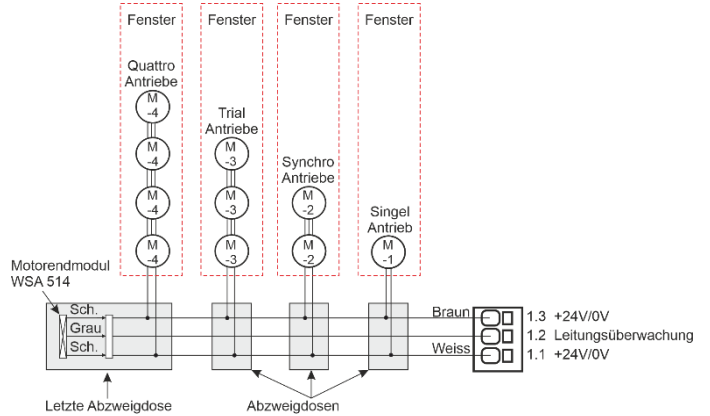 Fenster
Fenster
Fenster
Fenster
Quattro
Antriebe
M
-4
M
-4
M
-4
M
-4
Trial
Antriebe
M
-3
M
-3
M
-3
Synchro
Antriebe
M
-2
M
-2
Singel
Antrieb
M
-1
Motorendmodul
WSA 514
Sch.
Grau
Sch.
Braun
Weiss
1.3 +24V/0V
1.2 Leitungsüberwachung
1.1 +24V/0V
Letzte Abzweigdose
Abzweigdosen